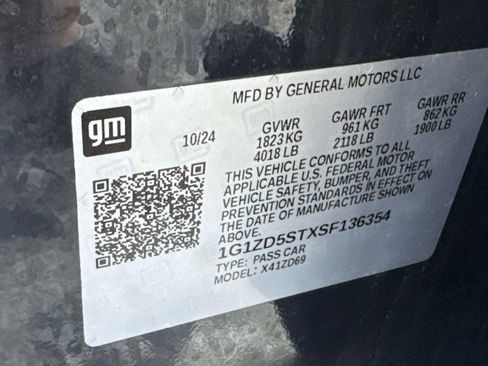 MFD BY GENERAL MOTORS LLC
gm
10/24
GVWR
1823 KG
4018 LB
GAWR FRT
961 KG
2118 LB
GAWR RR
862 KG
1900 LB
THIS VEHICLE CONFORMS TO ALL
APPLICABLE U.S. FEDERAL MOTOR
VEHICLE SAFETY, BUMPER, AND THEFT
PREVENTION STANDARDS IN EFFECT ON
THE DATE OF MANUFACTURE SHOWN
ABOVE.
1G1ZD5STXSF136354
TYPE: PASS CAR
MODEL: X41ZD69